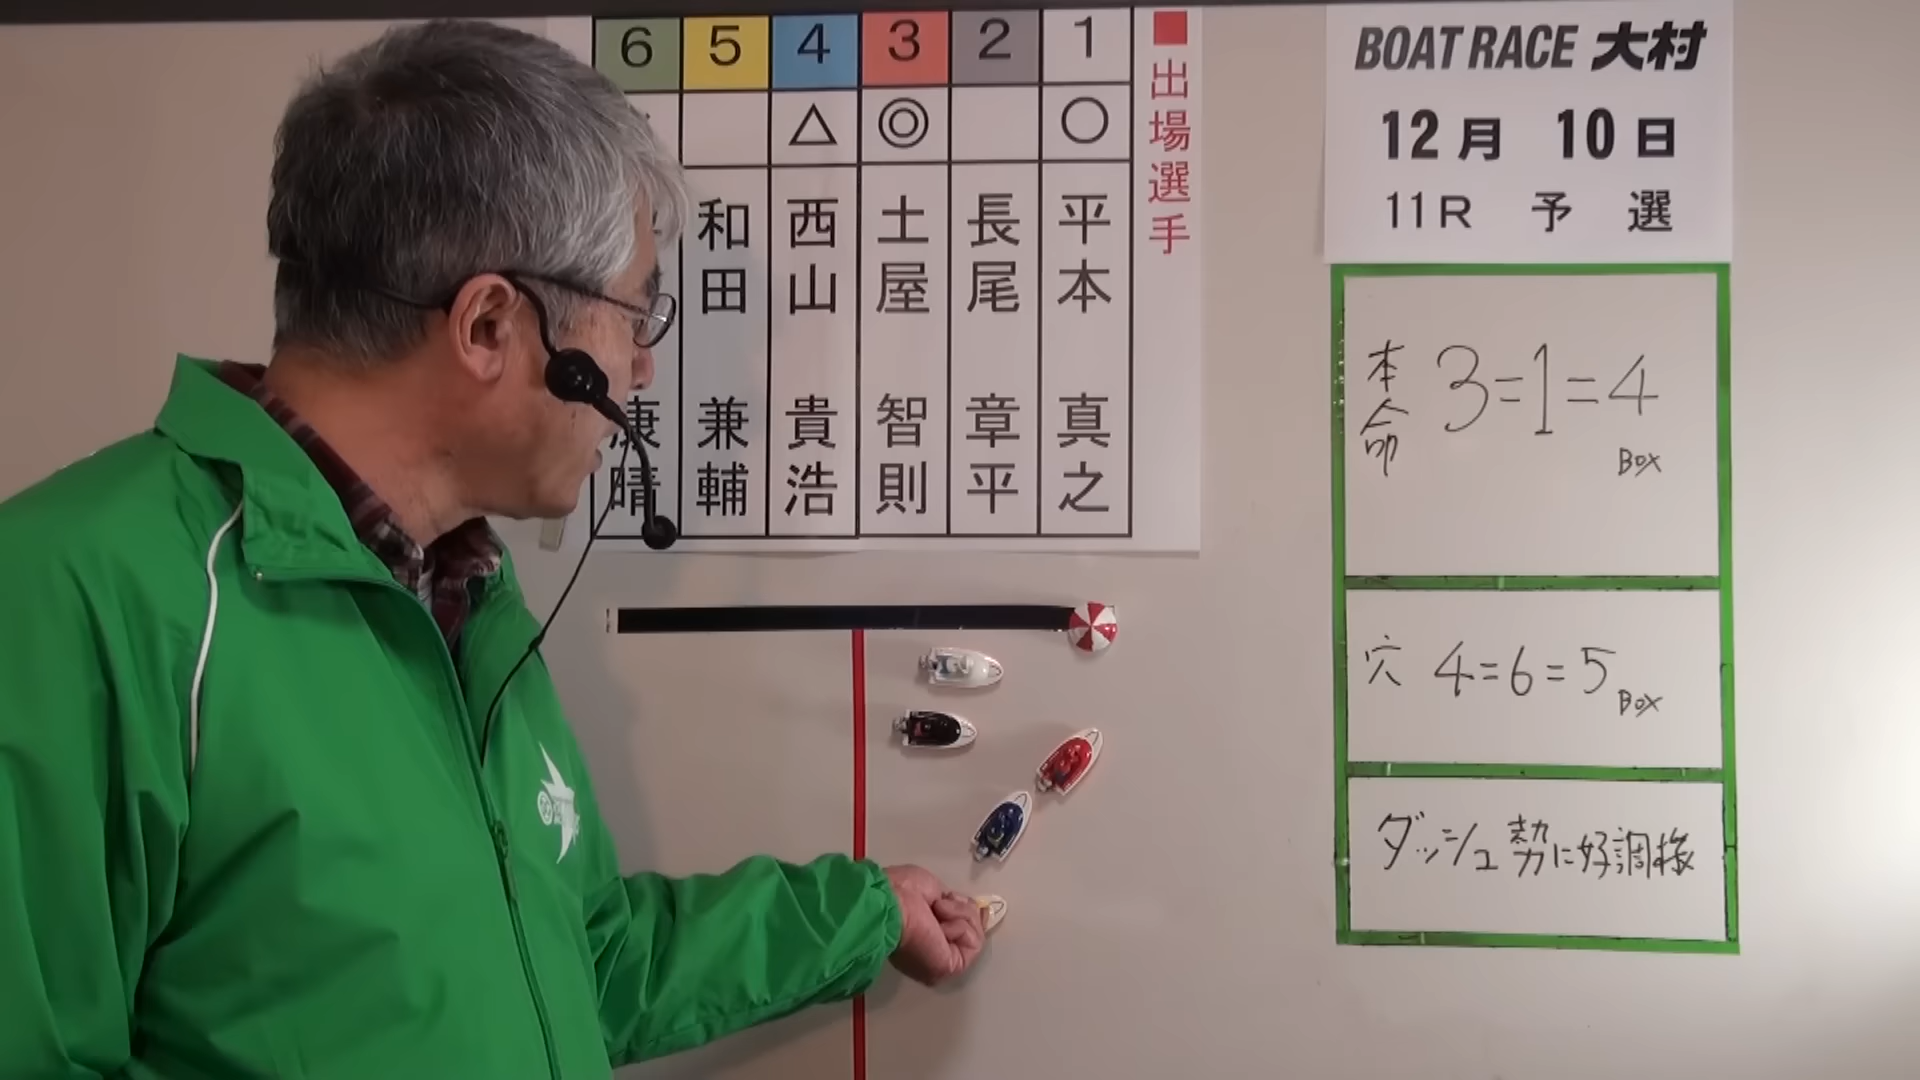 6 5 4 3 2 1
△ ◎ ○
出場選手
平本 真之
長尾 章平
土屋 智則
西山 貴浩
和田 兼輔
康晴
BOAT RACE 大村
12月 10日
11R 予選
本命 3=1=4
BOX
穴 4=6=5 BOX
ダッシュ勢に好調機